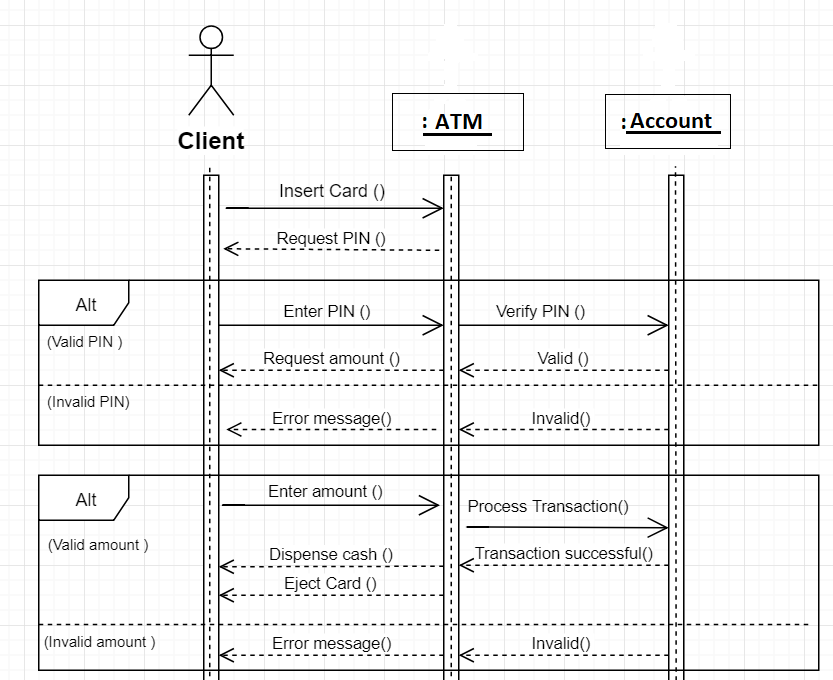 Client
: ATM
:Account
Insert Card ()
Request PIN ()
Alt
Enter PIN ()
Verify PIN ()
(Valid PIN )
Request amount ()
Valid ()
(Invalid PIN)
Error message()
Invalid()
Alt
Enter amount ()
Process Transaction()
(Valid amount )
Dispense cash ()
Transaction successful()
Eject Card ()
(Invalid amount )
Error message()
Invalid()